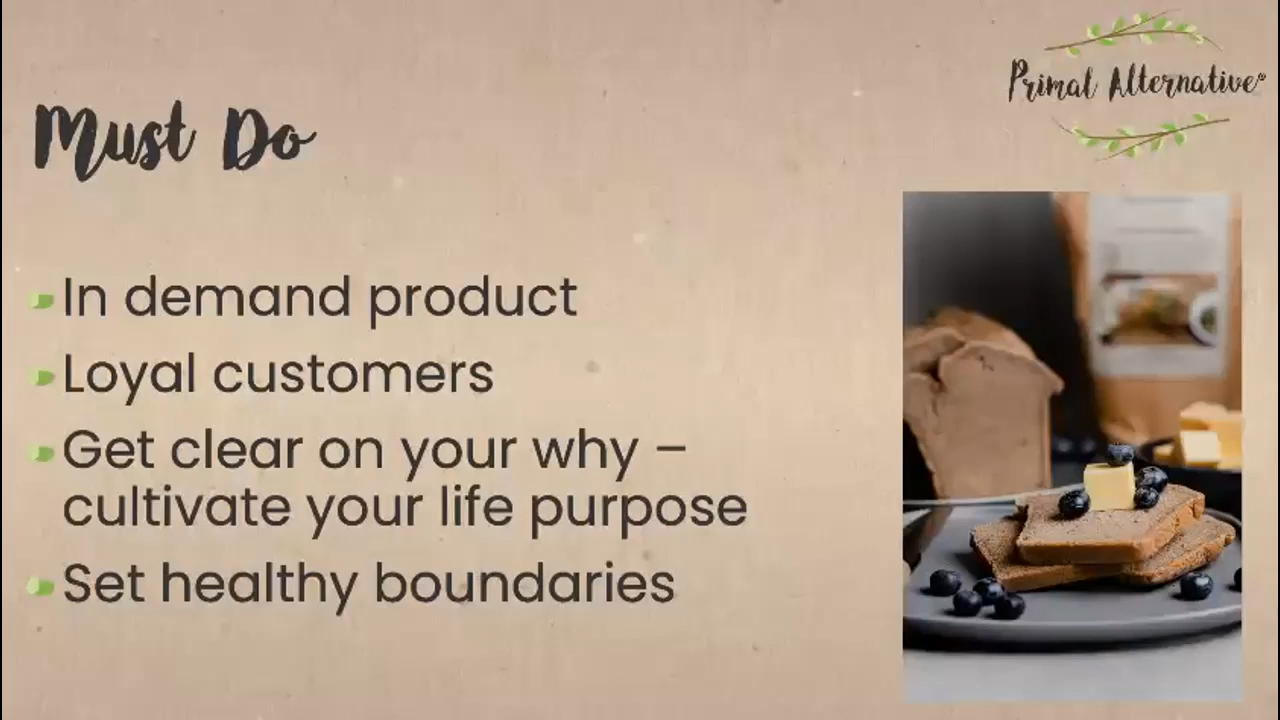 Primal Alternative®
Must Do
In demand product
Loyal customers
Get clear on your why –
cultivate your life purpose
Set healthy boundaries